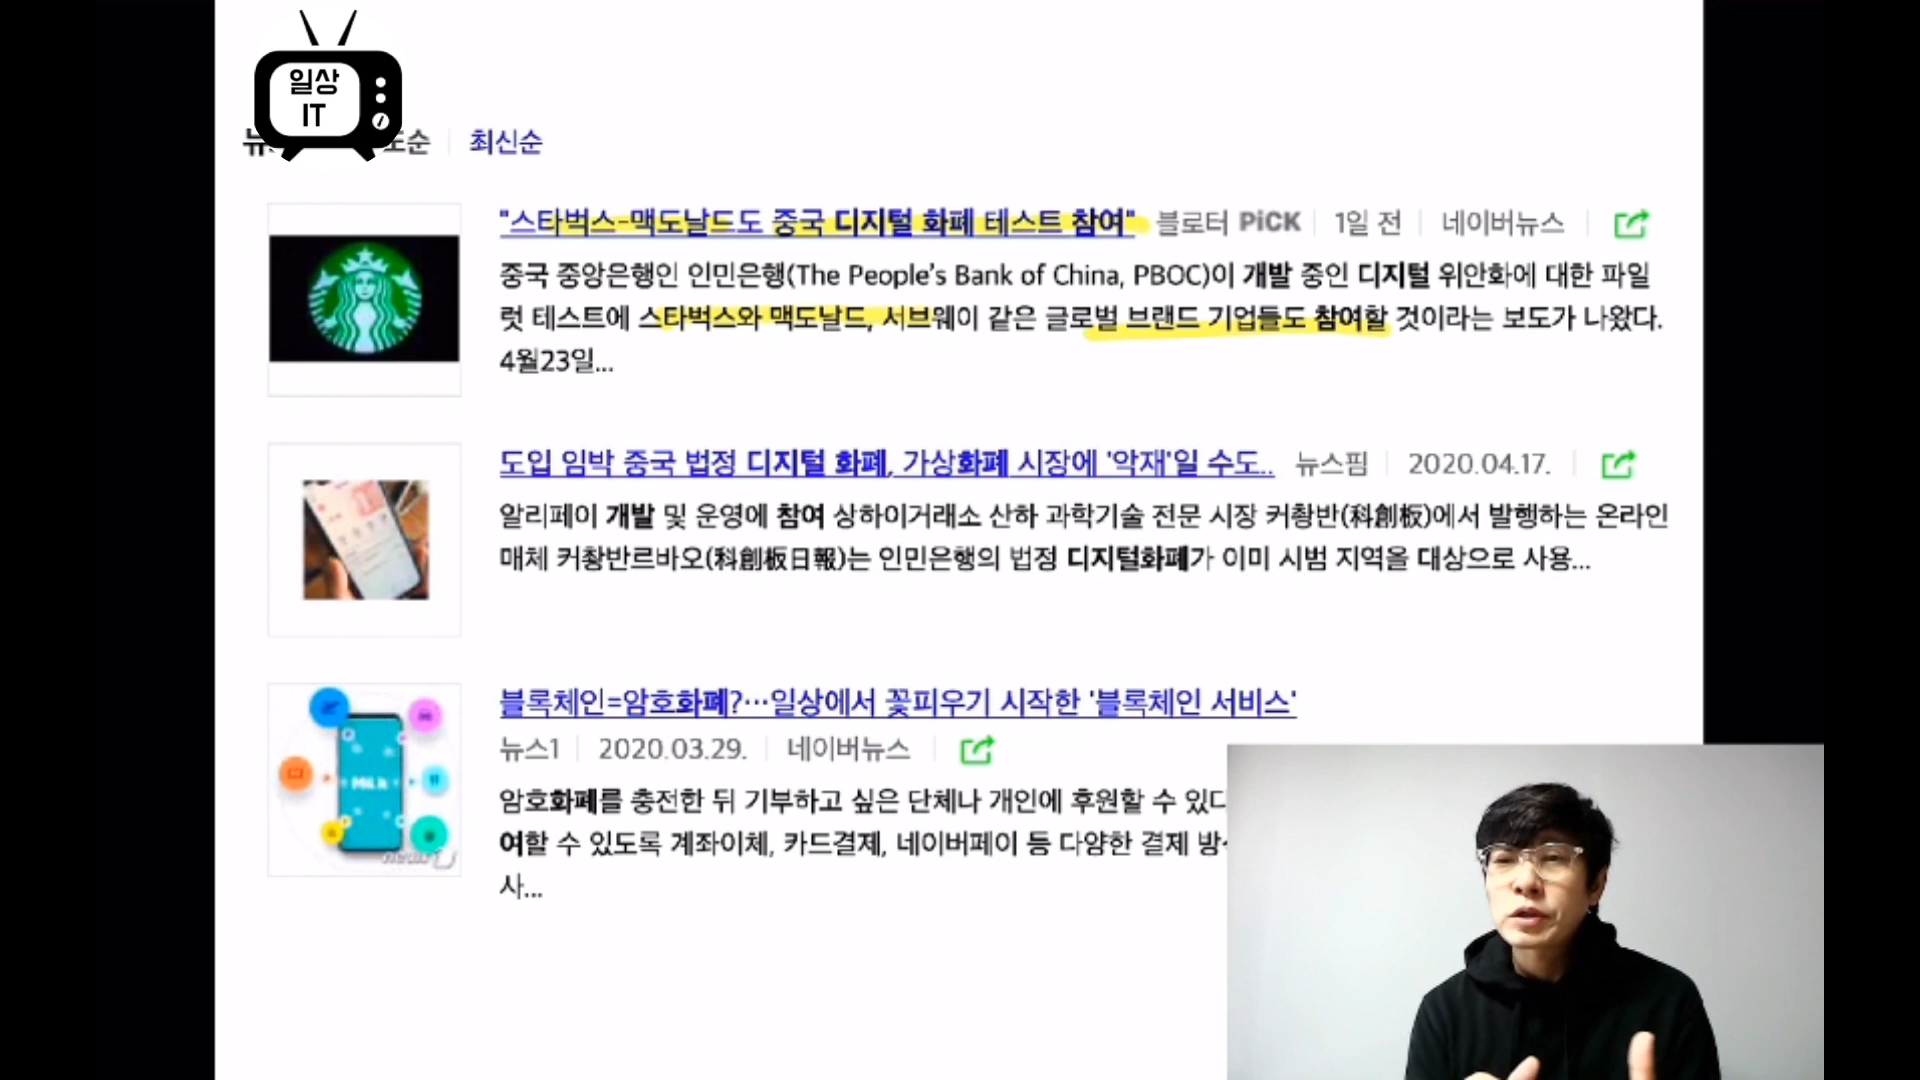 일상
IT
최신순
"스타벅스-맥도날드도 중국 디지털 화폐 테스트 참여" 블로터 PiCK 1일 전 네이버뉴스
중국 중앙은행인 인민은행(The People's Bank of China, PBOC)이 개발 중인 디지털 위안화에 대한 파일
럿 테스트에 스타벅스와 맥도날드, 서브웨이 같은 글로벌 브랜드 기업들도 참여할 것이라는 보도가 나왔다.
4월23일...
도입 임박 중국 법정 디지털 화폐, 가상화폐 시장에 '악재'일 수도.. 뉴스핌 2020.04.17.
알리페이 개발 및 운영에 참여 상하이거래소 산하 과학기술 전문 시장 커촹반(科創板)에서 발행하는 온라인
매체 커촹반르바오(科創板日報)는 인민은행의 법정 디지털화폐가 이미 시범 지역을 대상으로 사용...
블록체인=암호화폐?…일상에서 꽃피우기 시작한 '블록체인 서비스'
뉴스1 2020.03.29. 네이버뉴스
암호화폐를 충전한 뒤 기부하고 싶은 단체나 개인에 후원할 수 있다
여할 수 있도록 계좌이체, 카드결제, 네이버페이 등 다양한 결제 방
사...